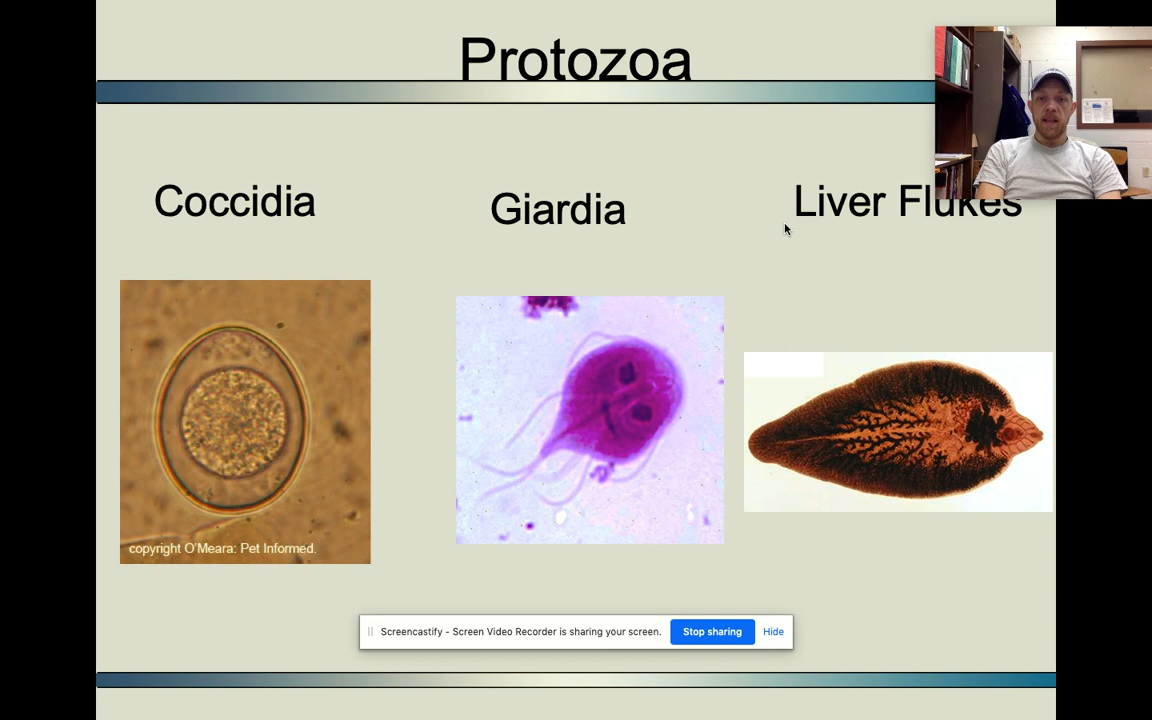 Protozoa
Coccidia
Giardia
Liver Flukes
copyright O'Meara: Pet Informed.
Screencastify - Screen Video Recorder is sharing your screen.
Stop sharing
Hide